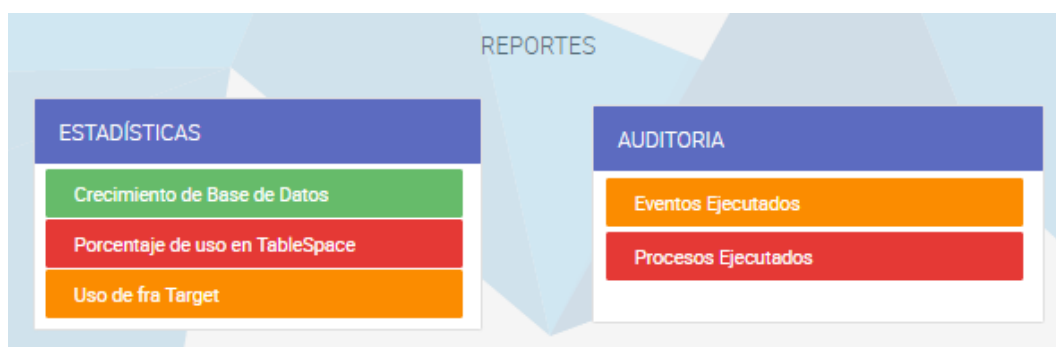 REPORTES
ESTADÍSTICAS
Crecimiento de Base de Datos
Porcentaje de uso en TableSpace
Uso de fra Target
AUDITORIA
Eventos Ejecutados
Procesos Ejecutados